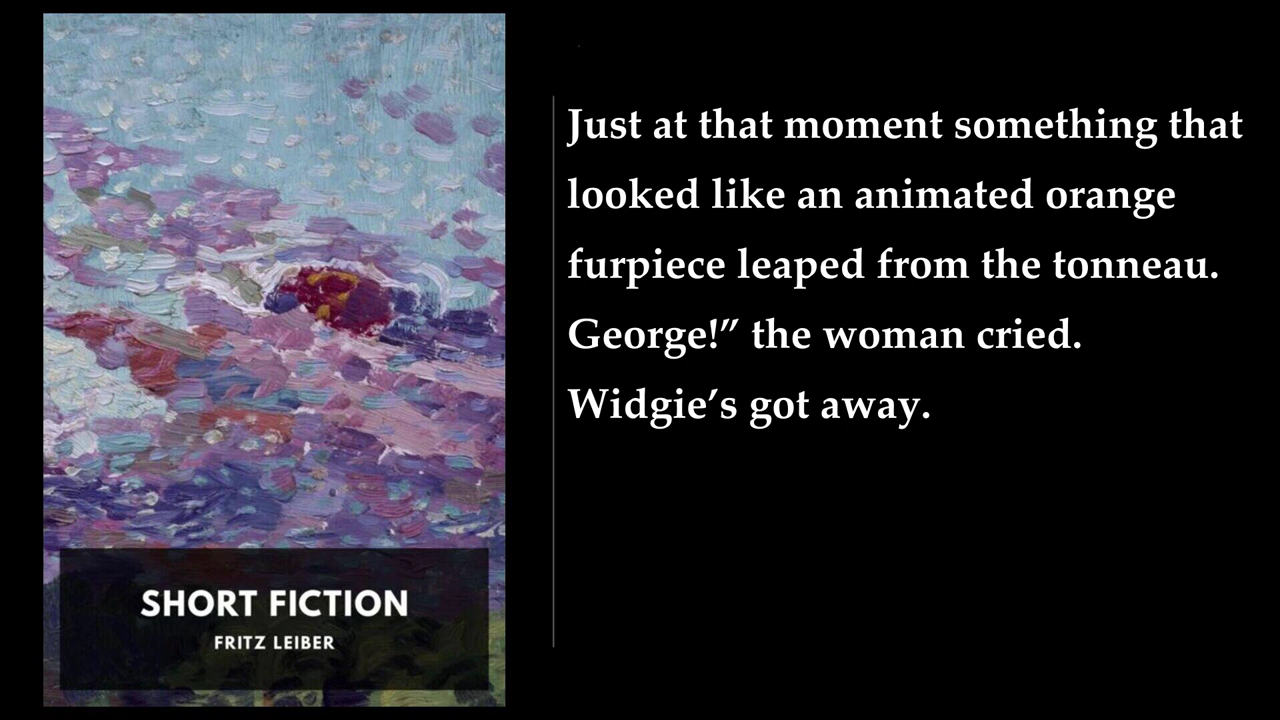 Just at that moment something that
looked like an animated orange
furpiece leaped from the tonneau.
George!” the woman cried.
Widgie’s got away.
SHORT FICTION
FRITZ LEIBER